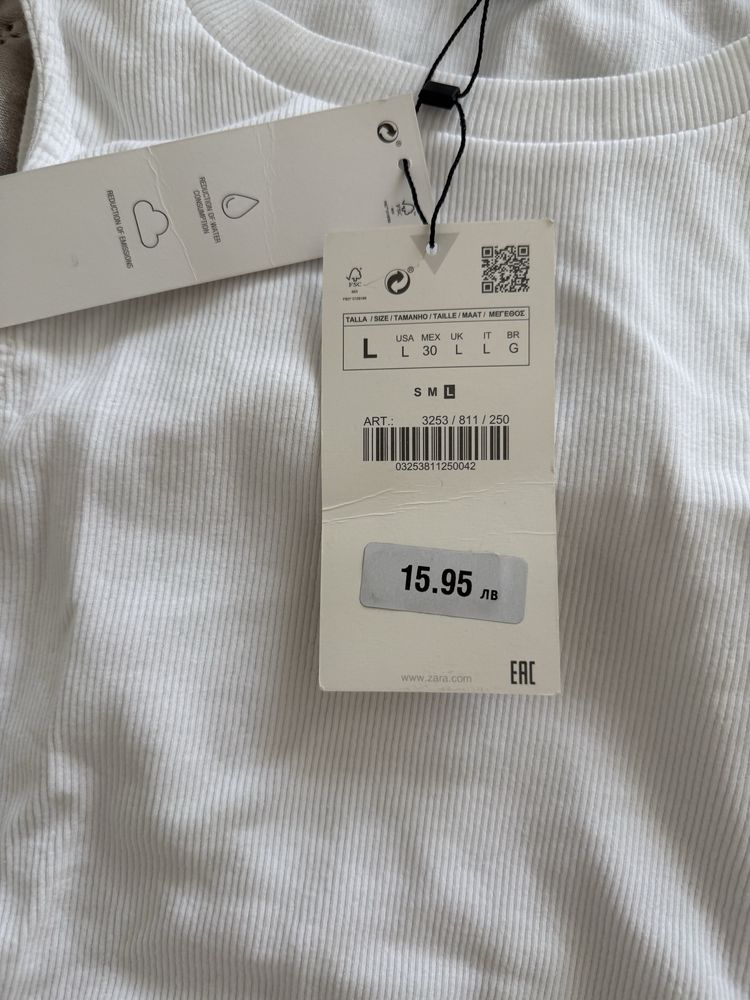 REDUCTION OF WATER
CONSUMPTION
REDUCTION OF EMISSIONS
FSC
TALLA / SIZE / TAMANHO / TAILLE / MAAT / ΜΕΓΕΘΟΣ
L
USA MEX UK IT BR
L 30 L L G
S M L
ART.: 3253 / 811 / 250
03253811250042
15.95 лв
www.zara.com
EAC